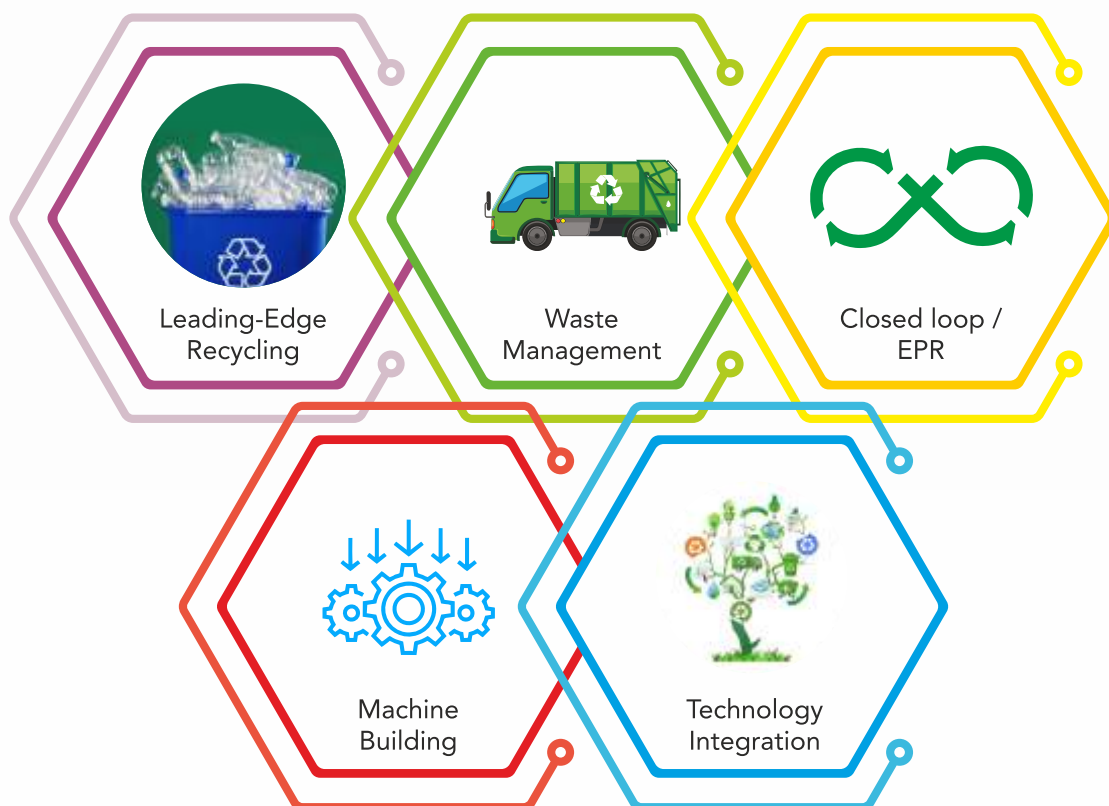 Leading-Edge
Recycling
Waste
Management
Closed loop /
EPR
Machine
Building
Technology
Integration